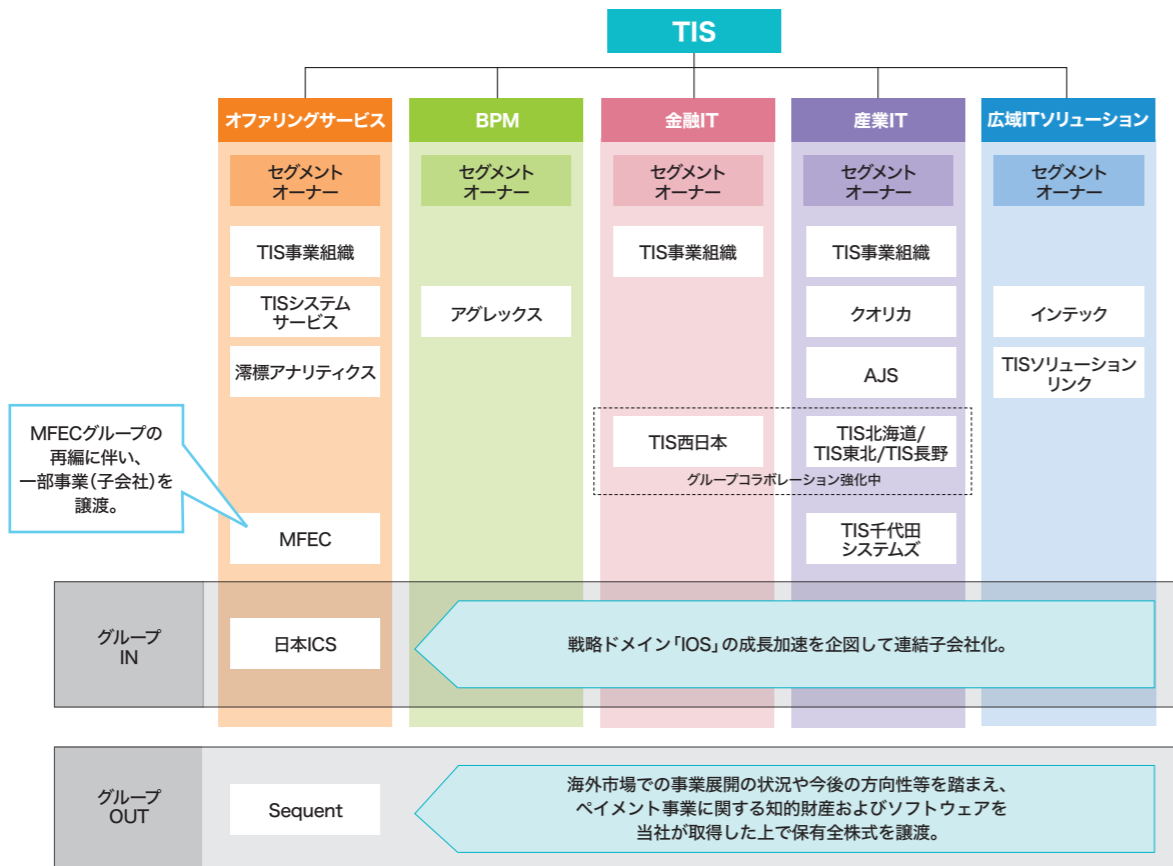 TIS
オファリングサービス
BPM
金融IT
産業IT
広域ITソリューション
セグメント
オーナー
セグメント
オーナー
セグメント
オーナー
セグメント
オーナー
セグメント
オーナー
TIS事業組織
TIS事業組織
TIS事業組織
TISシステム
サービス
アグレックス
クオリカ
インテック
澪標アナリティクス
AJS
TISソリューション
リンク
MFECグループの
再編に伴い、
一部事業(子会社)を
譲渡。
TIS西日本
TIS北海道/
TIS東北/TIS長野
グループコラボレーション強化中
MFEC
TIS千代田
システムズ
グループ
IN
日本ICS
戦略ドメイン「IOS」の成長加速を企図して連結子会社化。
グループ
OUT
Sequent
海外市場での事業展開の状況や今後の方向性等を踏まえ、
ペイメント事業に関する知的財産およびソフトウェアを
当社が取得した上で保有全株式を譲渡。